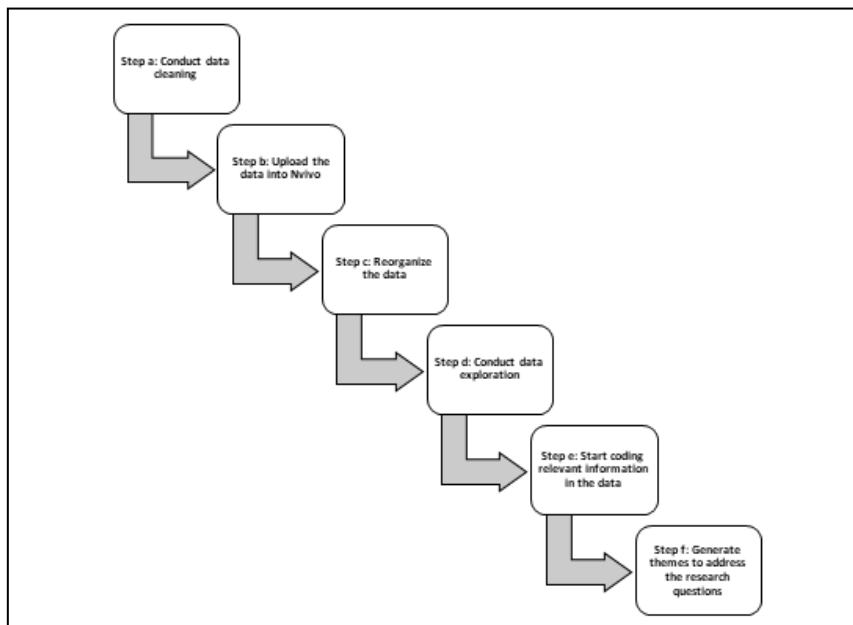 Step a: Conduct data
cleaning
Step b: Upload the
data into Nvivo
Step c: Reorganize
the data
Step d: Conduct data
exploration
Step e: Start coding
relevant information
in the data
Step f: Generate
themes to address
the research
questions